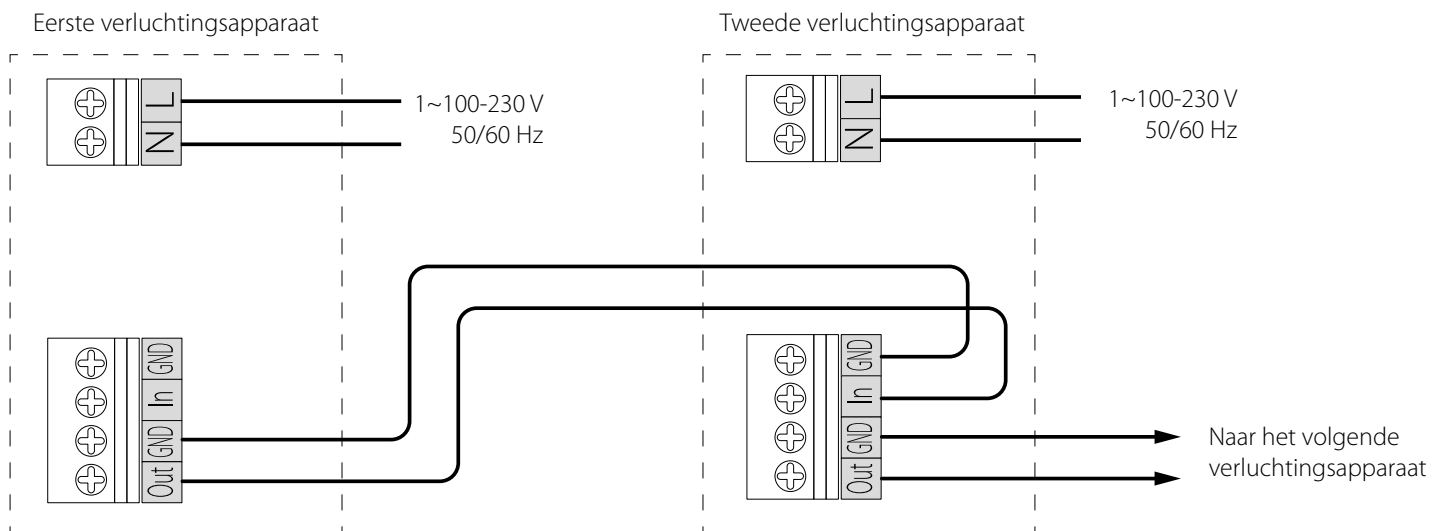 Eerste verluchtingsapparaat
Tweede verluchtingsapparaat
L
N
1~100-230 V
50/60 Hz
L
N
1~100-230 V
50/60 Hz
GND
In
GND
Out
GND
In
GND
Out
Naar het volgende
verluchtingsapparaat